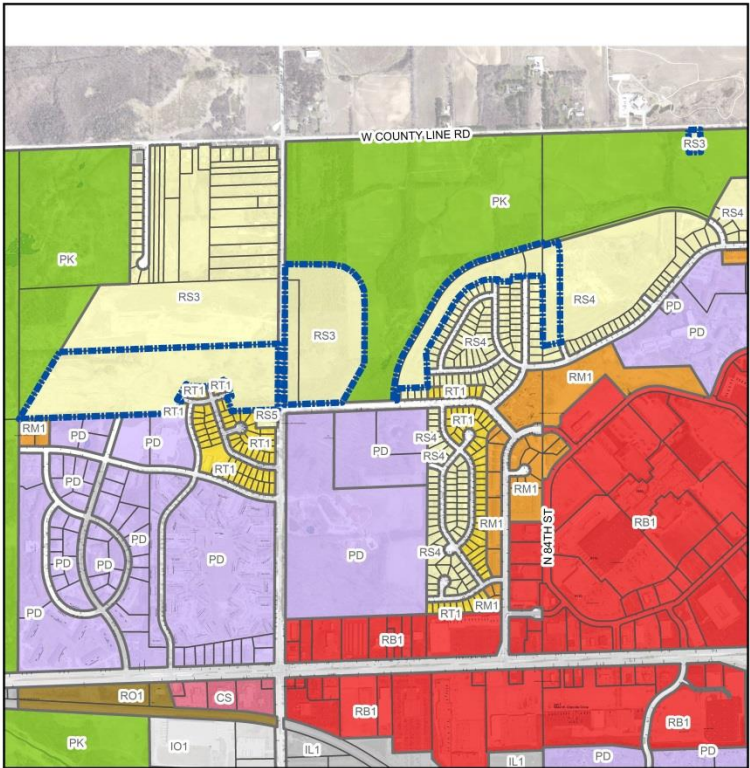 W COUNTY LINE RD
RS3
PK
RS4
PK
RS3
RS4
PD
RS3
PD
RS4
RM1
RT1
RT1
RT1
RT1
RS5
RT1
RM1
PD
PD
RS4
RT1
PD
RS4
RT1
PD
RM1
RM1
RB1
N 84TH ST
PD
PD
PD
PD
PD
RS4
PD
RT1
RM1
RB1
RO1
CS
RB1
RB1
PK
IO1
IL1
IL1
PD
PD